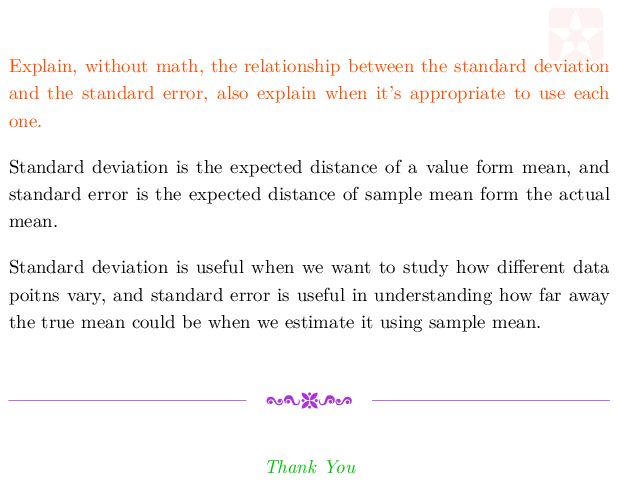 Explain, without math, the relationship between the standard deviation
and the standard error, also explain when it's appropriate to use each
one.
Standard deviation is the expected distance of a value form mean, and
standard error is the expected distance of sample mean form the actual
mean.
Standard deviation is useful when we want to study how different data
poitns vary, and standard error is useful in understanding how far away
the true mean could be when we estimate it using sample mean.
Thank You